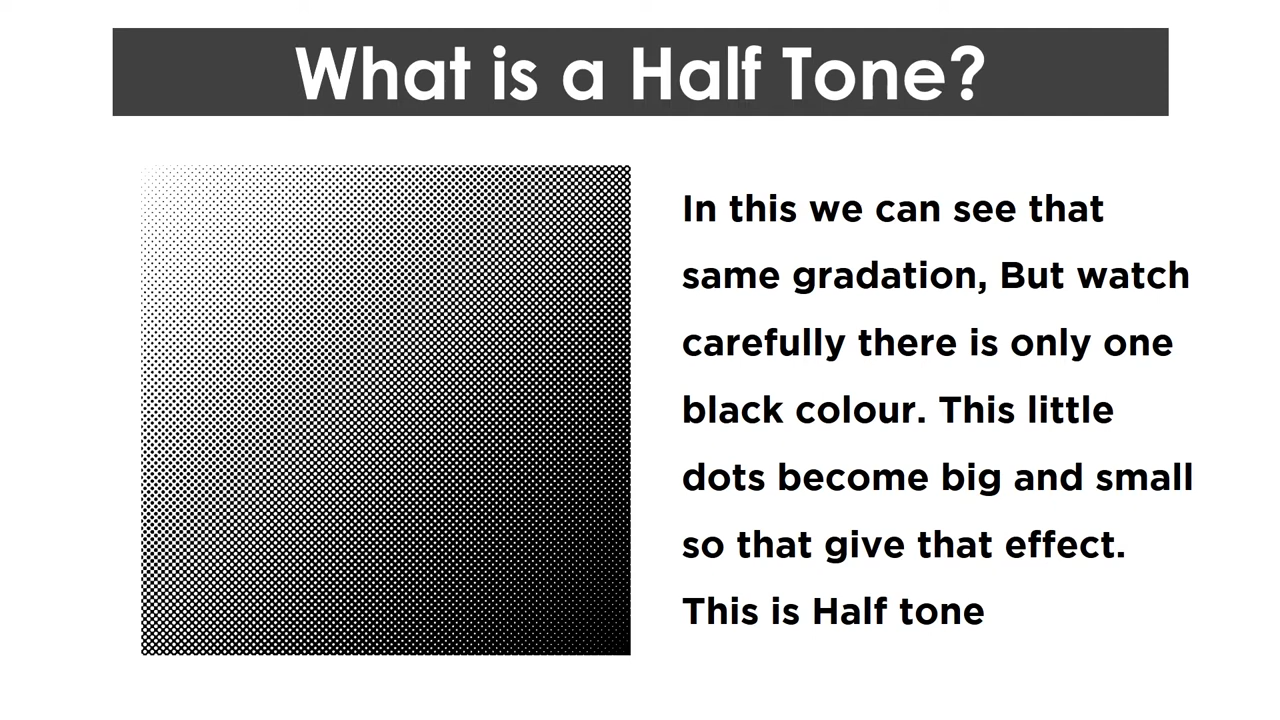 What is a Half Tone?
In this we can see that
same gradation, But watch
carefully there is only one
black colour. This little
dots become big and small
so that give that effect.
This is Half tone